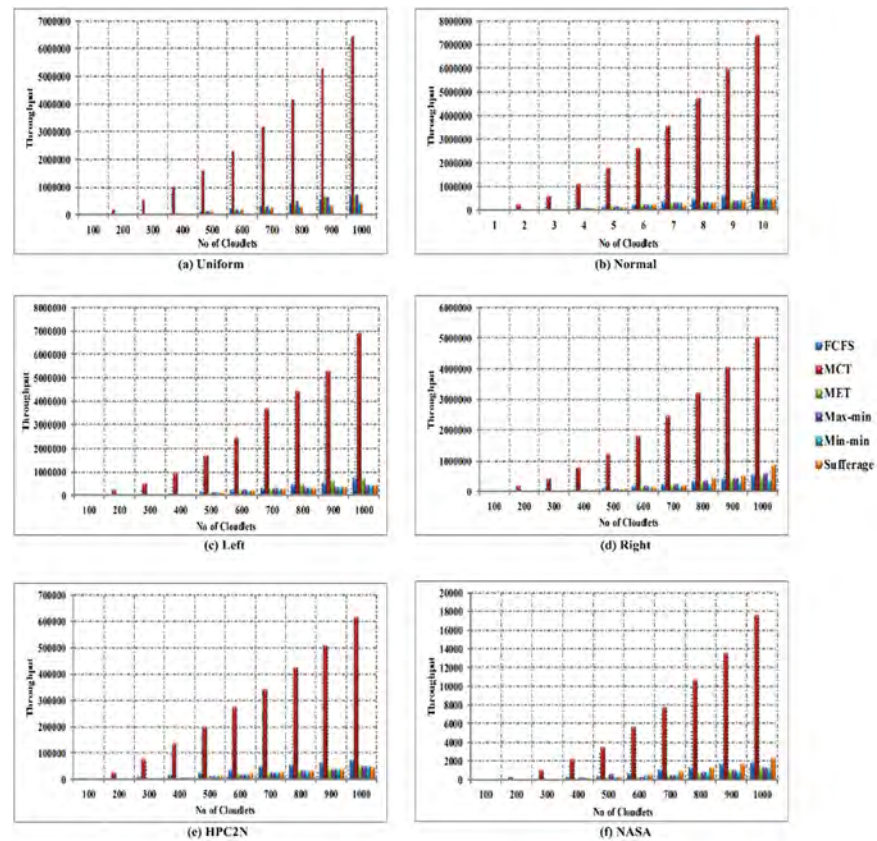 7000000
6000000
5000000
4000000
3000000
2000000
1000000
0
Throughput
100 200 300 400 500 600 700 800 900 1000
No of Cloudlets
(a) Uniform
8000000
7000000
6000000
5000000
4000000
3000000
2000000
1000000
0
Throughput
1 2 3 4 5 6 7 8 9 10
No of Cloudlets
(b) Normal
8000000
7000000
6000000
5000000
4000000
3000000
2000000
1000000
0
Throughput
100 200 300 400 500 600 700 800 900 1000
No of Cloudlets
(c) Left
6000000
5000000
4000000
3000000
2000000
1000000
0
Throughput
100 200 300 400 500 600 700 800 900 1000
No of Cloudlets
(d) Right
FCFS
MCT
MET
Max-min
Min-min
Sufferage
700000
600000
500000
400000
300000
200000
100000
0
Throughput
100 200 300 400 500 600 700 800 900 1000
No of Cloudlets
(e) HPC2N
20000
18000
16000
14000
12000
10000
8000
6000
4000
2000
0
Throughput
100 200 300 400 500 600 700 800 900 1000
No of Cloudlets
(f) NASA